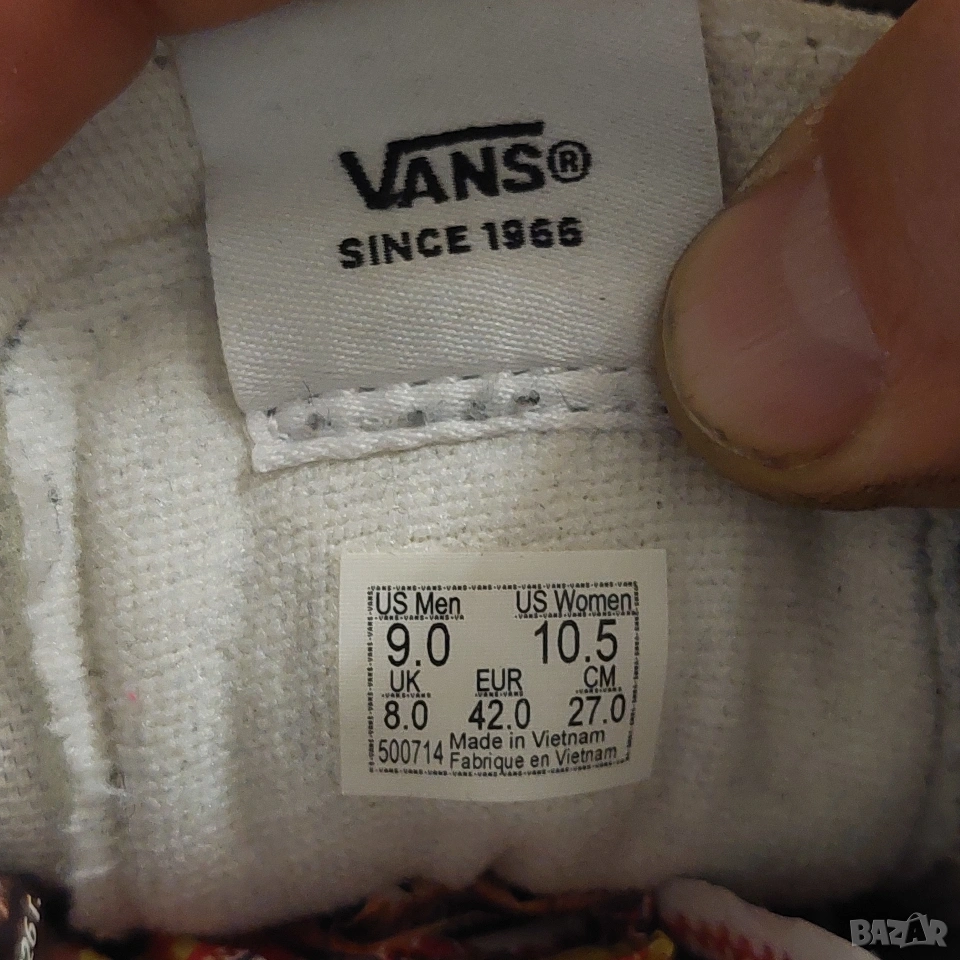 VANS®
SINCE 1966
US Men US Women
9.0 10.5
UK EUR CM
8.0 42.0 27.0
500714 Made in Vietnam
Fabrique en Vietnam
BAZAR